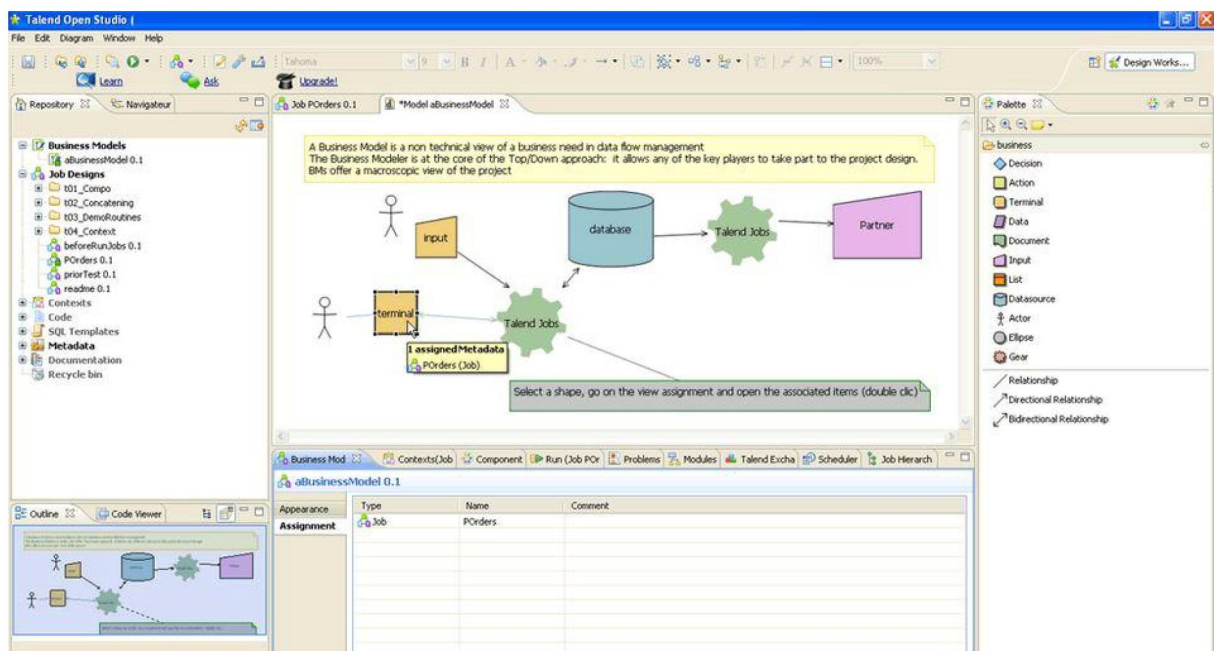 Talend Open Studio (
File Edit Diagram Window Help
Tahoma 9 B I A 100% Design Works...
Learn Ask Upgrade!
Repository Navigateur
Business Models
aBusinessModel 0.1
Job Designs
t01_Compo
t02_Concatening
t03_DemoRoutines
t04_Context
beforeRunJobs 0.1
POrders 0.1
priorTest 0.1
readme 0.1
Contexts
Code
SQL Templates
Metadata
Documentation
Recycle bin
Job POrders 0.1 *Model aBusinessModel
A Business Model is a non technical view of a business need in data flow management
The Business Modeler is at the core of the Top/Down approach: it allows any of the key players to take part to the project design.
BMs offer a macroscopic view of the project
input
database
Talend Jobs
Partner
terminal
Talend Jobs
1 assigned Metadata
POrders (Job)
Select a shape, go on the view assignment and open the associated items (double clic)
Palette
business
Decision
Action
Terminal
Data
Document
Input
List
Datasource
Actor
Ellipse
Gear
Relationship
Directional Relationship
Bidirectional Relationship
Outline Code Viewer
Business Mod Contexts(Job Component Run (Job POr Problems Modules Talend Excha Scheduler Job Hierarch
aBusinessModel 0.1
Appearance
Assignment
Type Name Comment
Job POrders